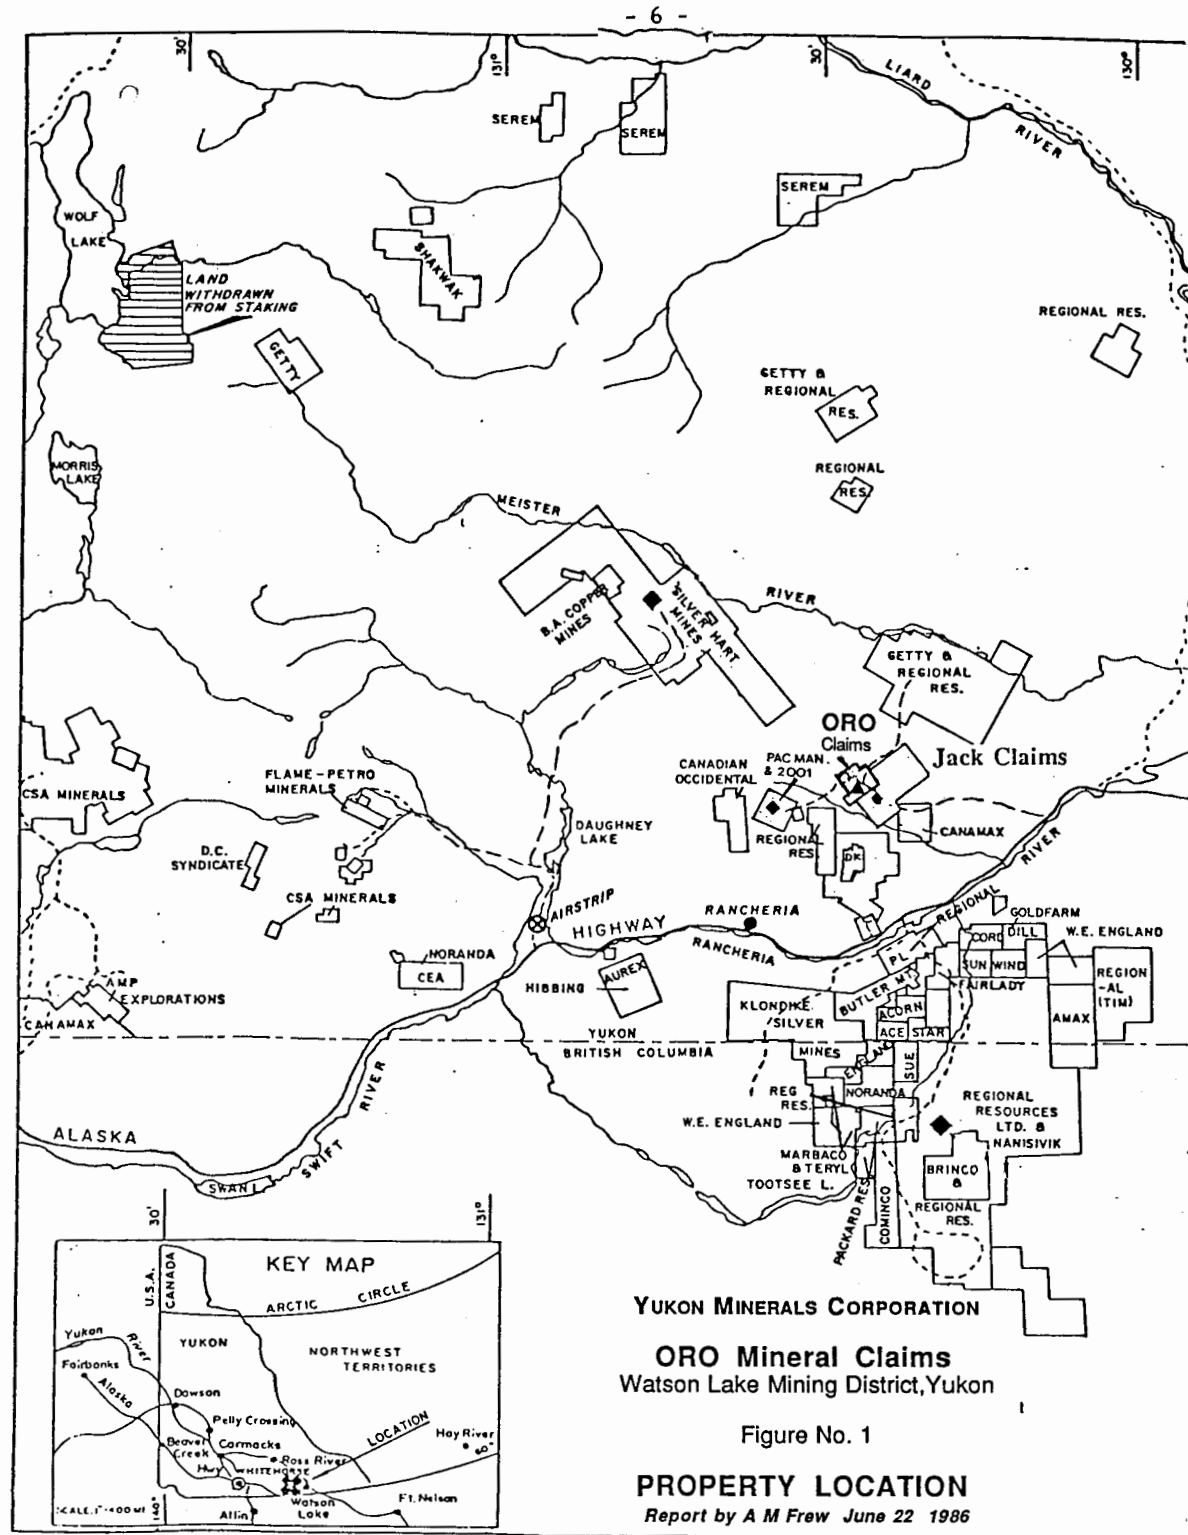 - 6 -
30'
131°
30'
130°
LIARD
RIVER
SEREM
SEREM
SEREM
WOLF
LAKE
SHAKWAK
LAND
WITHDRAWN
FROM STAKING
GETTY
REGIONAL RES.
GETTY &
REGIONAL
RES.
REGIONAL
RES.
MORRIS
LAKE
MEISTER
RIVER
B.A. COPPER
MINES
SILVER HART
MINES
GETTY &
REGIONAL
RES.
ORO
Claims
Jack Claims
PAC MAN.
& 2001
CANADIAN
OCCIDENTAL
FLAME-PETRO
MINERALS
CSA MINERALS
DAUGHNEY
LAKE
REGIONAL
RES.
CANAMAX
RIVER
DK
D.C.
SYNDICATE
CSA MINERALS
AIRSTRIP
HIGHWAY
RANCHERIA
RANCHERIA
REGIONAL
GOLDFARM
CORD
DILL
W.E. ENGLAND
NORANDA
CEA
AUREX
HIBBING
PL
SUN
WIND
FAIRLADY
REGION
-AL
(TIM)
AMP
EXPLORATIONS
CANAMAX
KLONDIKE
SILVER
BUTLER MT.
ACORN
ACE
STAR
AMAX
YUKON
BRITISH COLUMBIA
MINES
ENGLAND
SUE
REG
RES.
NORANDA
W.E. ENGLAND
REGIONAL
RESOURCES
LTD. &
NANISIVIK
ALASKA
RIVER
SWIFT
SWAN L.
MARBACO
& TERYL
TOOTSEE L.
PACKARD RES.
COMINCO
BRINCO
&
REGIONAL
RES.
30'
131°
KEY MAP
U.S.A.
CANADA
ARCTIC CIRCLE
YUKON
NORTHWEST
TERRITORIES
Yukon
River
Fairbanks
Alaska
Dawson
Pelly Crossing
Beaver
Creek
Carmacks
Hwy
Ross River
WHITEHORSE
LOCATION
Hay River
60°
Watson
Lake
Ft. Nelson
Atlin
SCALE: 1"=400 MI
140°
YUKON MINERALS CORPORATION
ORO Mineral Claims
Watson Lake Mining District,Yukon
Figure No. 1
PROPERTY LOCATION
Report by A M Frew June 22 1986